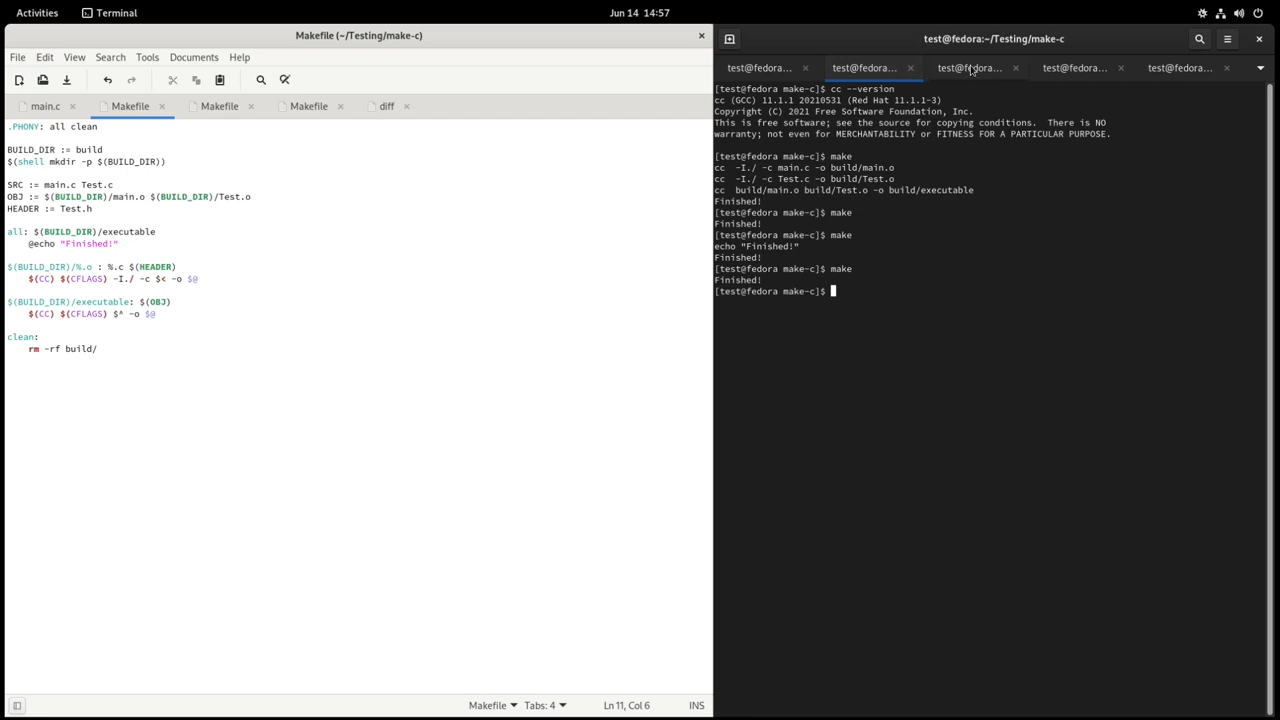 Activities Terminal Jun 14 14:57
Makefile (~/Testing/make-c)
File Edit View Search Tools Documents Help
main.c Makefile Makefile Makefile diff
.PHONY: all clean
BUILD_DIR := build
$(shell mkdir -p $(BUILD_DIR))
SRC := main.c Test.c
OBJ := $(BUILD_DIR)/main.o $(BUILD_DIR)/Test.o
HEADER := Test.h
all: $(BUILD_DIR)/executable
    @echo "Finished!"
$(BUILD_DIR)/%.o : %.c $(HEADER)
    $(CC) $(CFLAGS) -I./ -c $< -o $@
$(BUILD_DIR)/executable: $(OBJ)
    $(CC) $(CFLAGS) $^ -o $@
clean:
    rm -rf build/
Makefile Tabs: 4 Ln 11, Col 6 INS
test@fedora:~/Testing/make-c
test@fedora... test@fedora... test@fedora... test@fedora... test@fedora...
[test@fedora make-c]$ cc --version
cc (GCC) 11.1.1 20210531 (Red Hat 11.1.1-3)
Copyright (C) 2021 Free Software Foundation, Inc.
This is free software; see the source for copying conditions.  There is NO
warranty; not even for MERCHANTABILITY or FITNESS FOR A PARTICULAR PURPOSE.
[test@fedora make-c]$ make
cc  -I./ -c main.c -o build/main.o
cc  -I./ -c Test.c -o build/Test.o
cc  build/main.o build/Test.o -o build/executable
Finished!
[test@fedora make-c]$ make
Finished!
[test@fedora make-c]$ make
echo "Finished!"
Finished!
[test@fedora make-c]$ make
Finished!
[test@fedora make-c]$